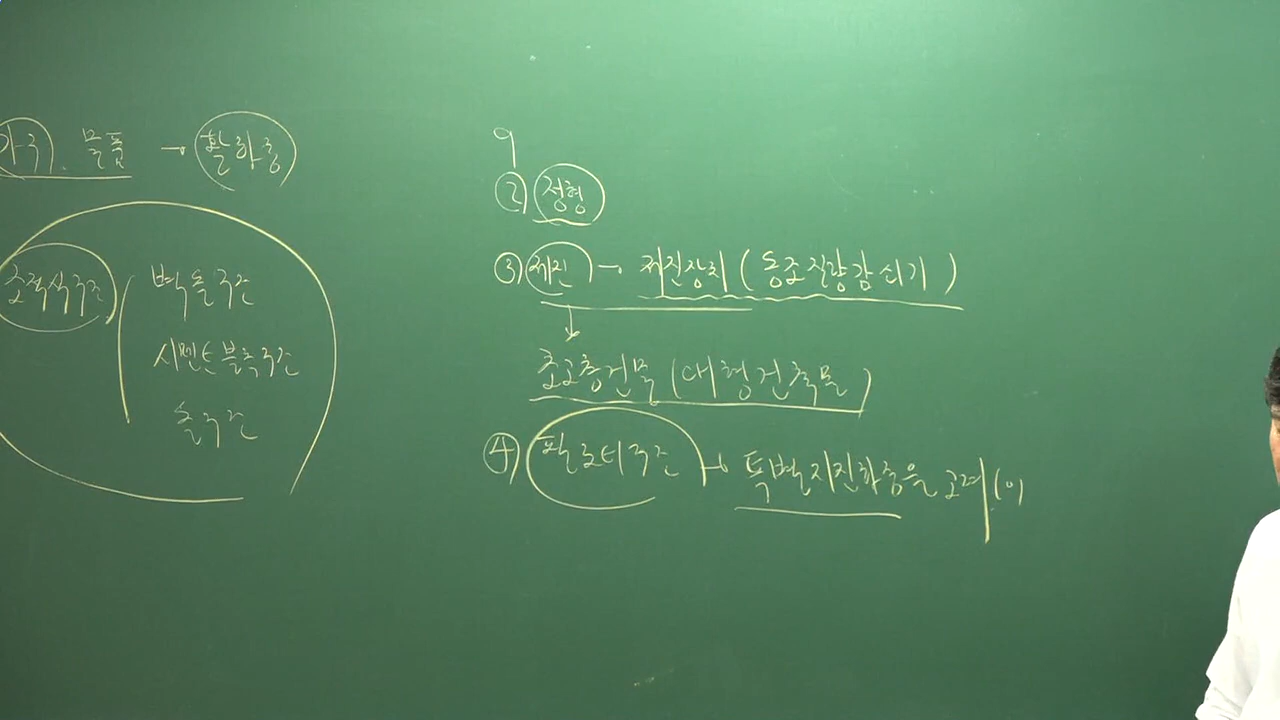 가구. 물품 → 활하중
조적식구조
벽돌구조
시멘트블록구조
돌구조
9
② 정형
③ 제진 → 제진장치 (동조질량감쇠기)
↓
초고층건물 (대형건축물)
④ 필로티구조 → 특별지진하중을 고려 (이